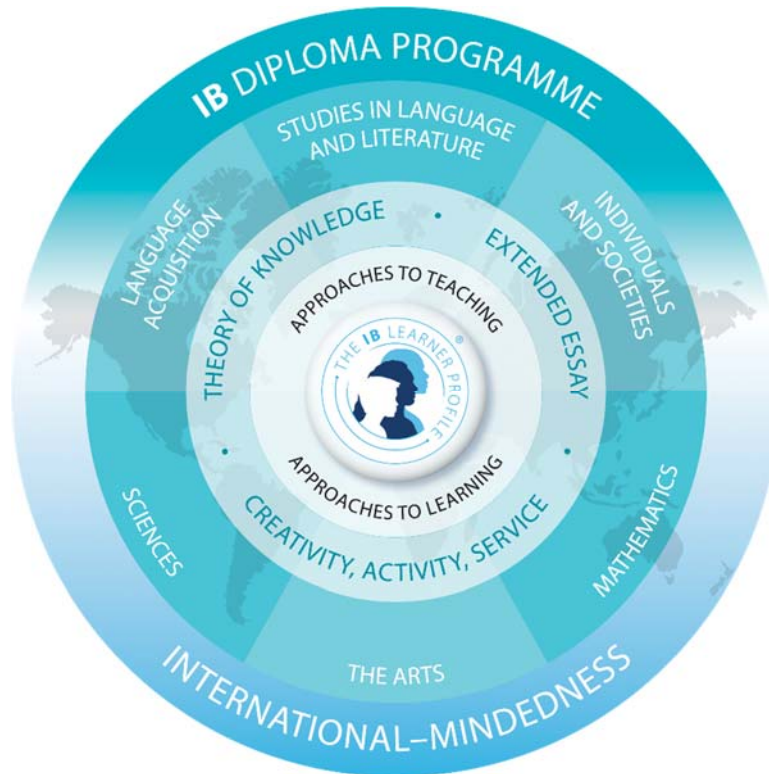 IB DIPLOMA PROGRAMME
STUDIES IN LANGUAGE
AND LITERATURE
LANGUAGE
ACQUISITION
INDIVIDUALS
AND SOCIETIES
THEORY OF KNOWLEDGE
•
EXTENDED ESSAY
•
APPROACHES TO TEACHING
THE IB LEARNER PROFILE ®
APPROACHES TO LEARNING
•
CREATIVITY, ACTIVITY, SERVICE
SCIENCES
MATHEMATICS
THE ARTS
INTERNATIONAL–MINDEDNESS